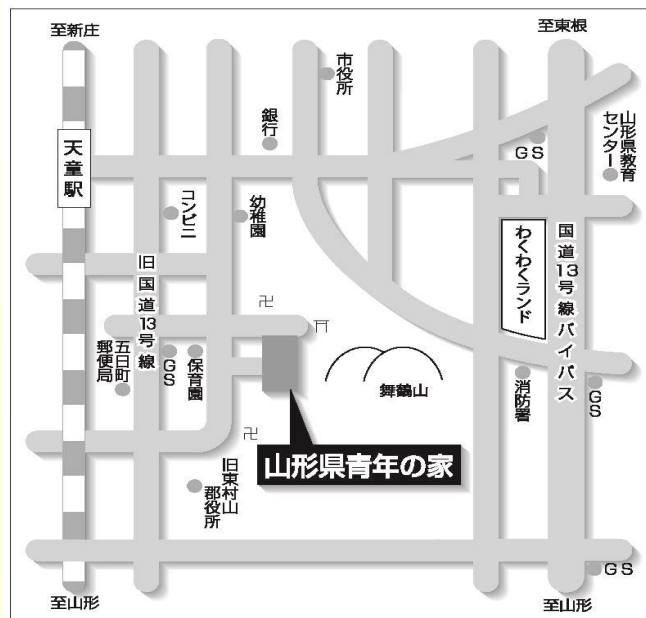 至新庄
至東根
市役所
銀行
GS
山形県教育
センター
天童駅
コンビニ
幼稚園
わくわくランド
国道13号線バイパス
旧国道13号線
卍
五日町
郵便局
GS
保育園
舞鶴山
消防署
GS
卍
山形県青年の家
旧東村山
郡役所
GS
至山形
至山形